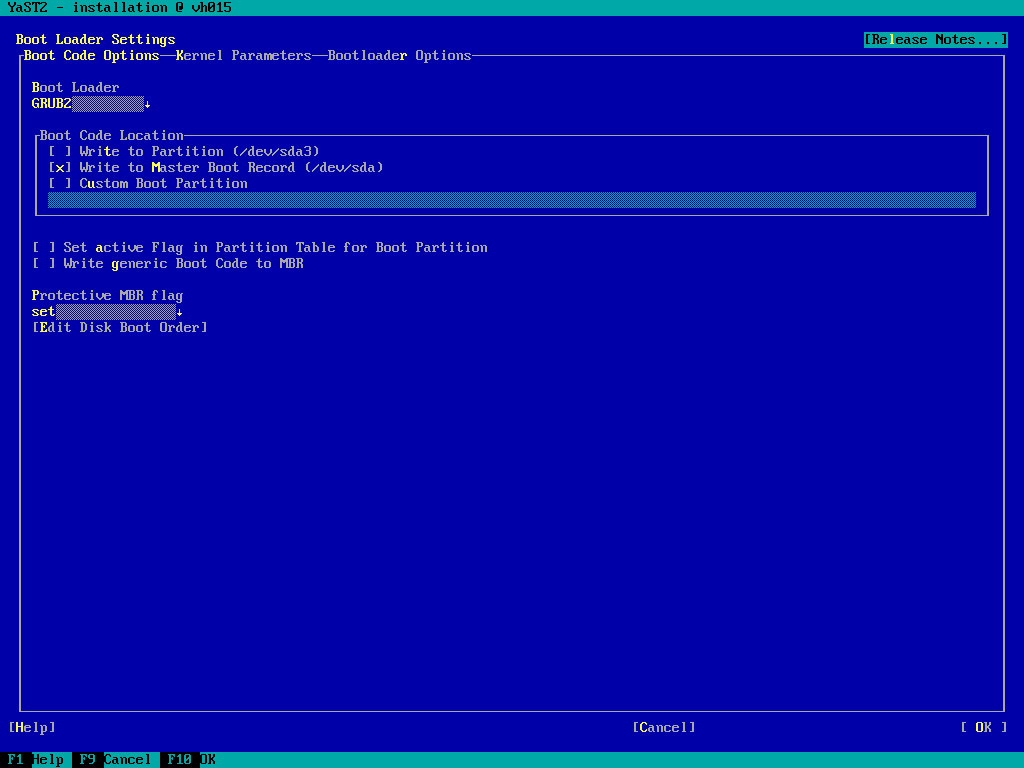 YaST2 - installation @ vh015
Boot Loader Settings [Release Notes...]
Boot Code Options—Kernel Parameters—Bootloader Options
Boot Loader
GRUB2 ↓
Boot Code Location
[ ] Write to Partition (/dev/sda3)
[x] Write to Master Boot Record (/dev/sda)
[ ] Custom Boot Partition
[ ] Set active Flag in Partition Table for Boot Partition
[ ] Write generic Boot Code to MBR
Protective MBR flag
set ↓
[Edit Disk Boot Order]
[Help] [Cancel] [ OK ]
F1 Help F9 Cancel F10 OK